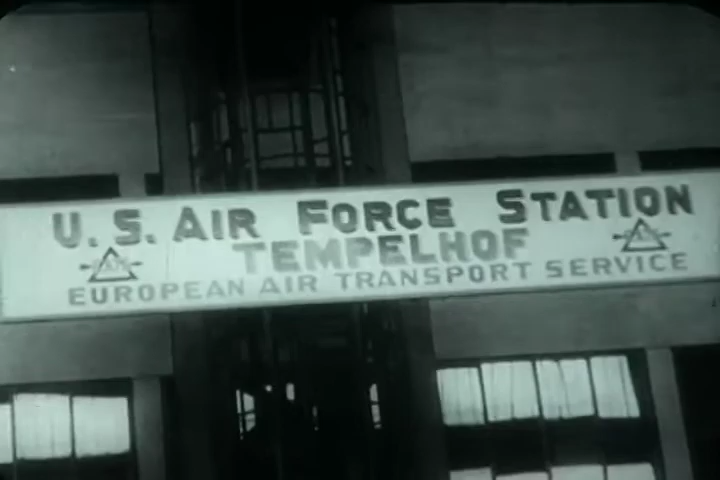 U.S. AIR FORCE STATION
TEMPELHOF
EUROPEAN AIR TRANSPORT SERVICE